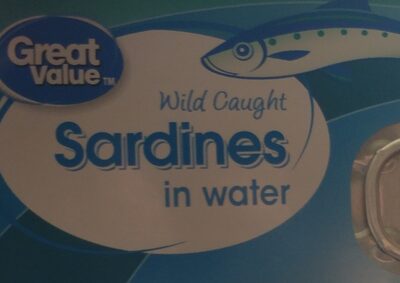 Great
Value™
Wild Caught
Sardines
in water